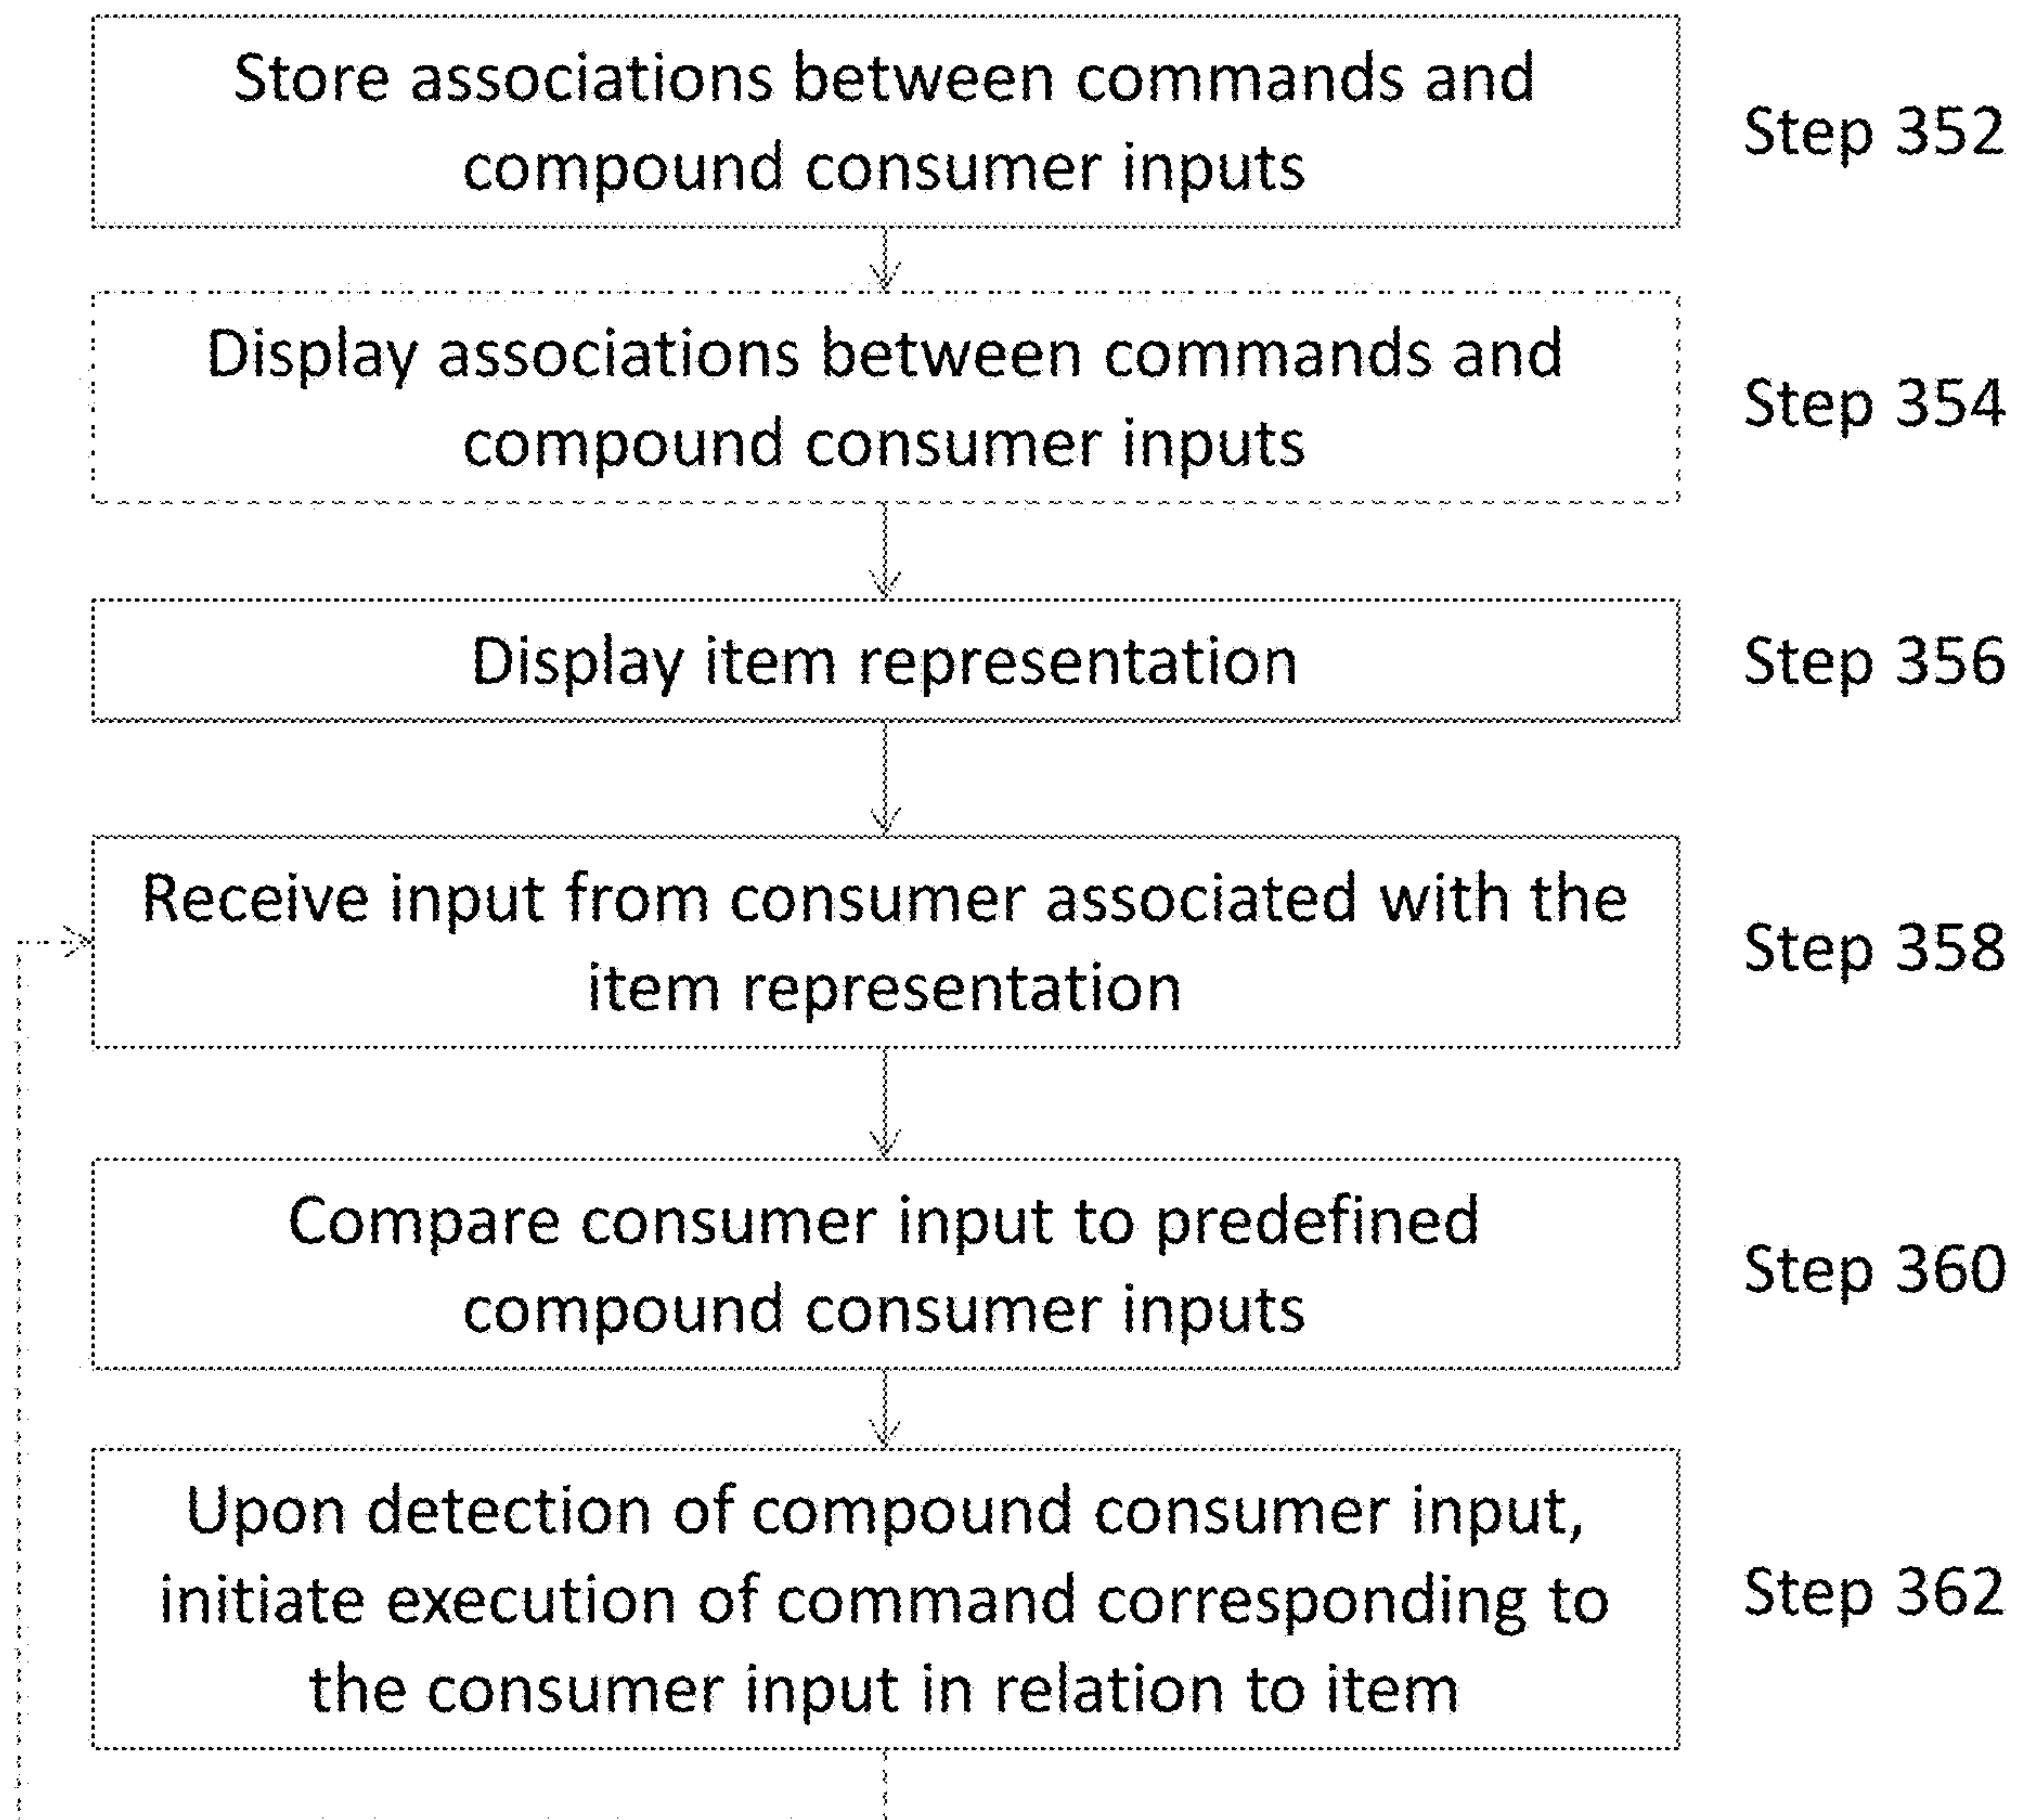 Store associations between commands and
compound consumer inputs
Step 352
Display associations between commands and
compound consumer inputs
Step 354
Display item representation
Step 356
Receive input from consumer associated with the
item representation
Step 358
Compare consumer input to predefined
compound consumer inputs
Step 360
Upon detection of compound consumer input,
initiate execution of command corresponding to
the consumer input in relation to item
Step 362